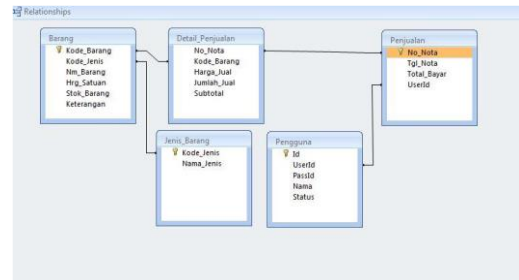 Relationships
Barang
Kode_Barang
Kode_Jenis
Nm_Barang
Hrg_Satuan
Stok_Barang
Keterangan
Detail_Penjualan
No_Nota
Kode_Barang
Harga_Jual
Jumlah_Jual
Subtotal
Penjualan
No_Nota
Tgl_Nota
Total_Bayar
UserId
Jenis_Barang
Kode_Jenis
Nama_Jenis
Pengguna
Id
UserId
PassId
Nama
Status